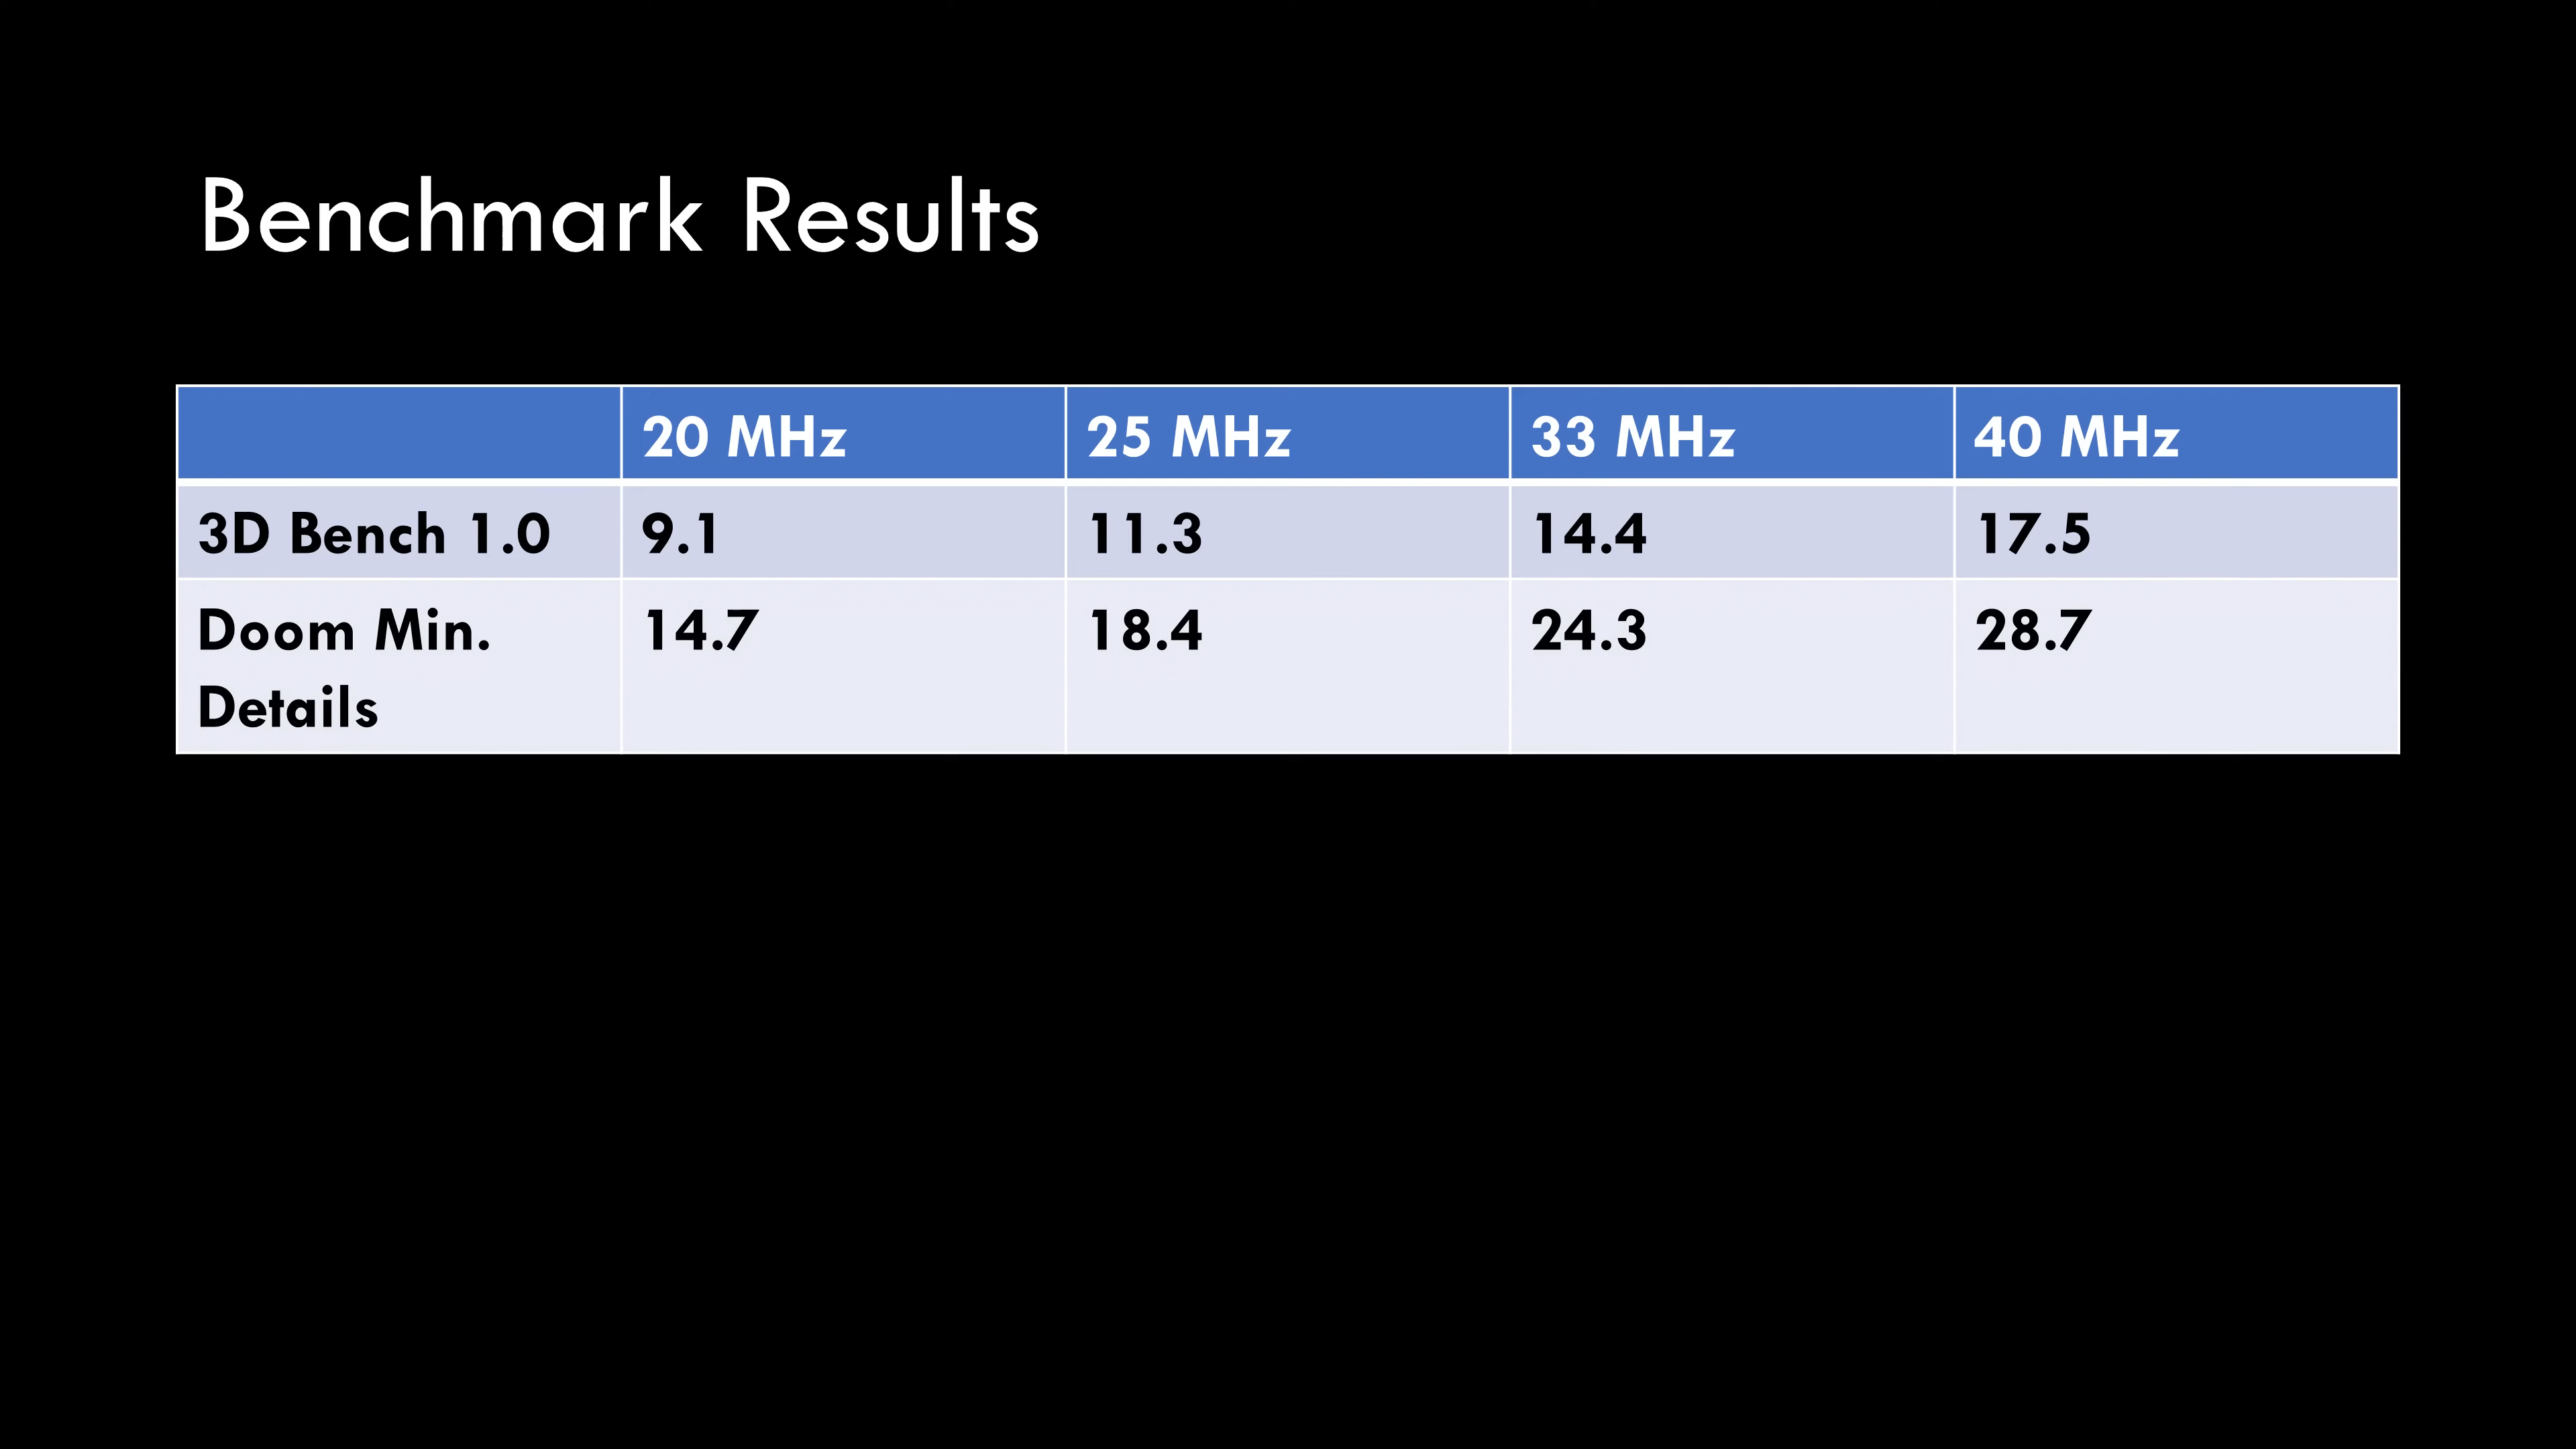 Benchmark Results
20 MHz 25 MHz 33 MHz 40 MHz
3D Bench 1.0 9.1 11.3 14.4 17.5
Doom Min. 14.7 18.4 24.3 28.7
Details